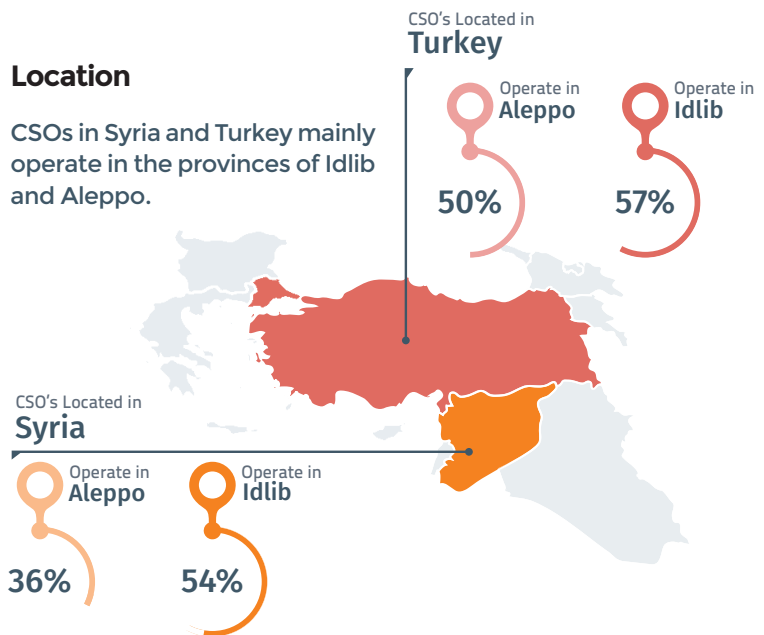 Location
CSOs in Syria and Turkey mainly
operate in the provinces of Idlib
and Aleppo.
CSO's Located in
Turkey
Operate in
Aleppo
50%
Operate in
Idlib
57%
CSO's Located in
Syria
Operate in
Aleppo
36%
Operate in
Idlib
54%